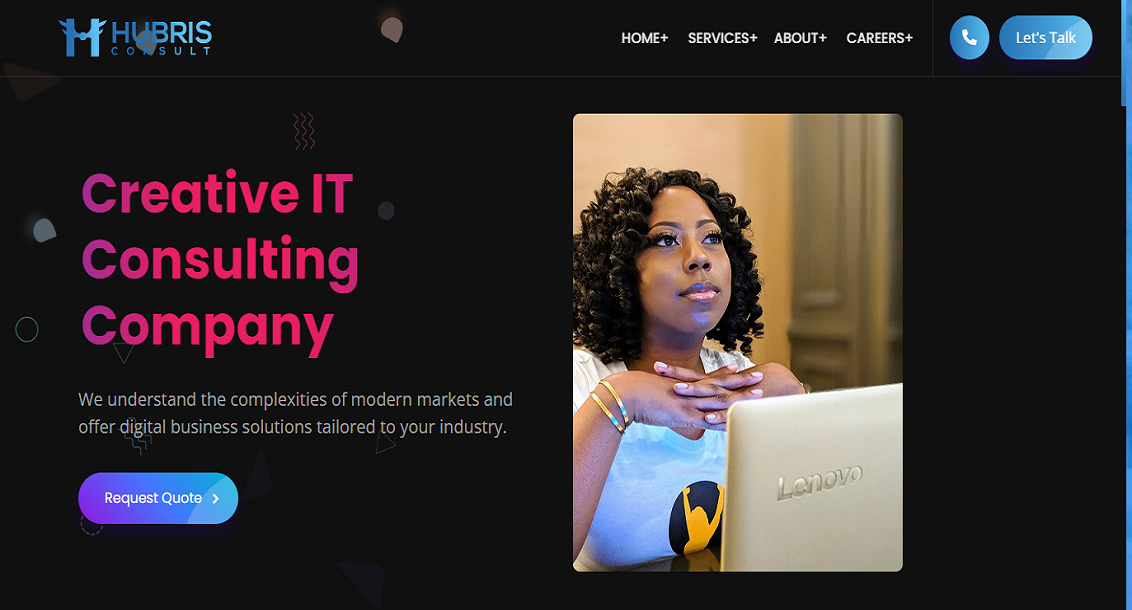 HUBRIS
CONSULT
HOME+ SERVICES+ ABOUT+ CAREERS+
Let's Talk
Creative IT
Consulting
Company
We understand the complexities of modern markets and
offer digital business solutions tailored to your industry.
Request Quote
Lenovo